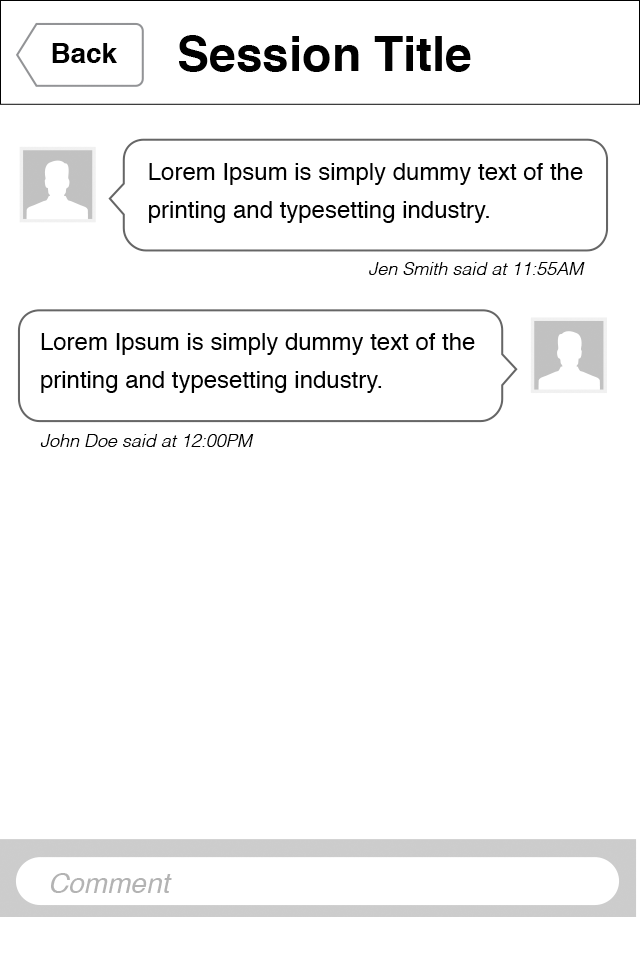 Back
Session Title
Lorem Ipsum is simply dummy text of the
printing and typesetting industry.
Jen Smith said at 11:55AM
Lorem Ipsum is simply dummy text of the
printing and typesetting industry.
John Doe said at 12:00PM
Comment